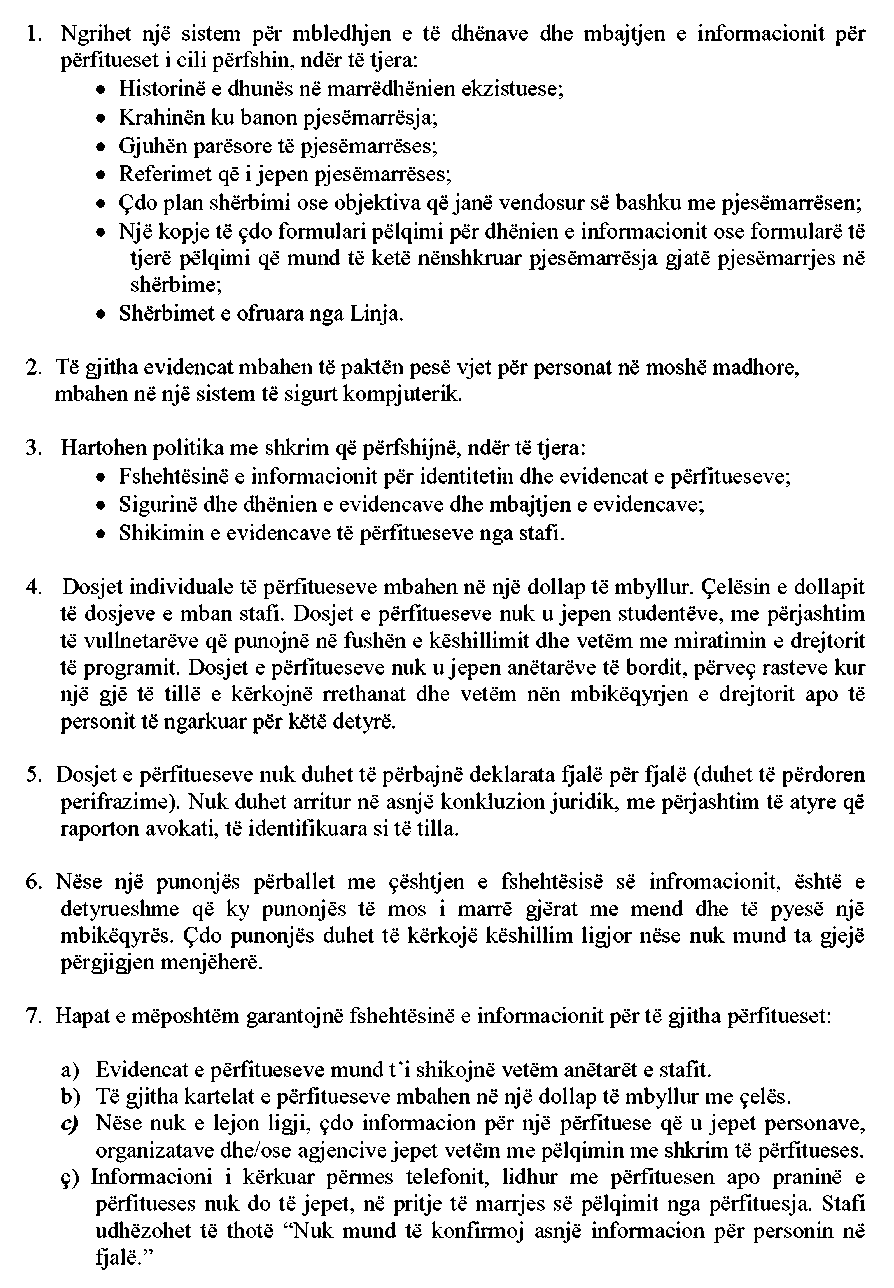 1. Ngrihet një sistem për mbledhjen e të dhënave dhe mbajtjen e informacionit për
përfitueset i cili përfshin, ndër të tjera:
• Historinë e dhunës në marrëdhënien ekzistuese;
• Krahinën ku banon pjesëmarrësja;
• Gjuhën parësore të pjesëmarrëses;
• Referimet që i jepen pjesëmarrëses;
• Çdo plan shërbimi ose objektiva që janë vendosur së bashku me pjesëmarrësen;
• Një kopje të çdo formulari pëlqimi për dhënien e informacionit ose formularë të
tjerë pëlqimi që mund të ketë nënshkruar pjesëmarrësja gjatë pjesëmarrjes në
shërbime;
• Shërbimet e ofruara nga Linja.
2. Të gjitha evidencat mbahen të paktën pesë vjet për personat në moshë madhore,
mbahen në një sistem të sigurt kompjuterik.
3. Hartohen politika me shkrim që përfshijnë, ndër të tjera:
• Fshehtësinë e informacionit për identitetin dhe evidencat e përfitueseve;
• Sigurinë dhe dhënien e evidencave dhe mbajtjen e evidencave;
• Shikimin e evidencave të përfitueseve nga stafi.
4. Dosjet individuale të përfitueseve mbahen në një dollap të mbyllur. Çelësin e dollapit
të dosjeve e mban stafi. Dosjet e përfitueseve nuk u jepen studentëve, me përjashtim
të vullnetarëve që punojnë në fushën e këshillimit dhe vetëm me miratimin e drejtorit
të programit. Dosjet e përfitueseve nuk u jepen anëtarëve të bordit, përveç rasteve kur
një gjë të tillë e kërkojnë rrethanat dhe vetëm nën mbikëqyrjen e drejtorit apo të
personit të ngarkuar për këtë detyrë.
5. Dosjet e përfitueseve nuk duhet të përbajnë deklarata fjalë për fjalë (duhet të përdoren
perifrazime). Nuk duhet arritur në asnjë konkluzion juridik, me përjashtim të atyre që
raporton avokati, të identifikuara si të tilla.
6. Nëse një punonjës përballet me çështjen e fshehtësisë së infromacionit, është e
detyrueshme që ky punonjës të mos i marrë gjërat me mend dhe të pyesë një
mbikëqyrës. Çdo punonjës duhet të kërkojë këshillim ligjor nëse nuk mund ta gjejë
përgjigjen menjëherë.
7. Hapat e mëposhtëm garantojnë fshehtësinë e informacionit për të gjitha përfitueset:
a) Evidencat e përfitueseve mund t`i shikojnë vetëm anëtarët e stafit.
b) Të gjitha kartelat e përfitueseve mbahen në një dollap të mbyllur me çelës.
c) Nëse nuk e lejon ligji, çdo informacion për një përfituese që u jepet personave,
organizatave dhe/ose agjencive jepet vetëm me pëlqimin me shkrim të përfitueses.
ç) Informacioni i kërkuar përmes telefonit, lidhur me përfituesen apo praninë e
përfitueses nuk do të jepet, në pritje të marrjes së pëlqimit nga përfituesja. Stafi
udhëzohet të thotë “Nuk mund të konfirmoj asnjë informacion për personin në
fjalë.”